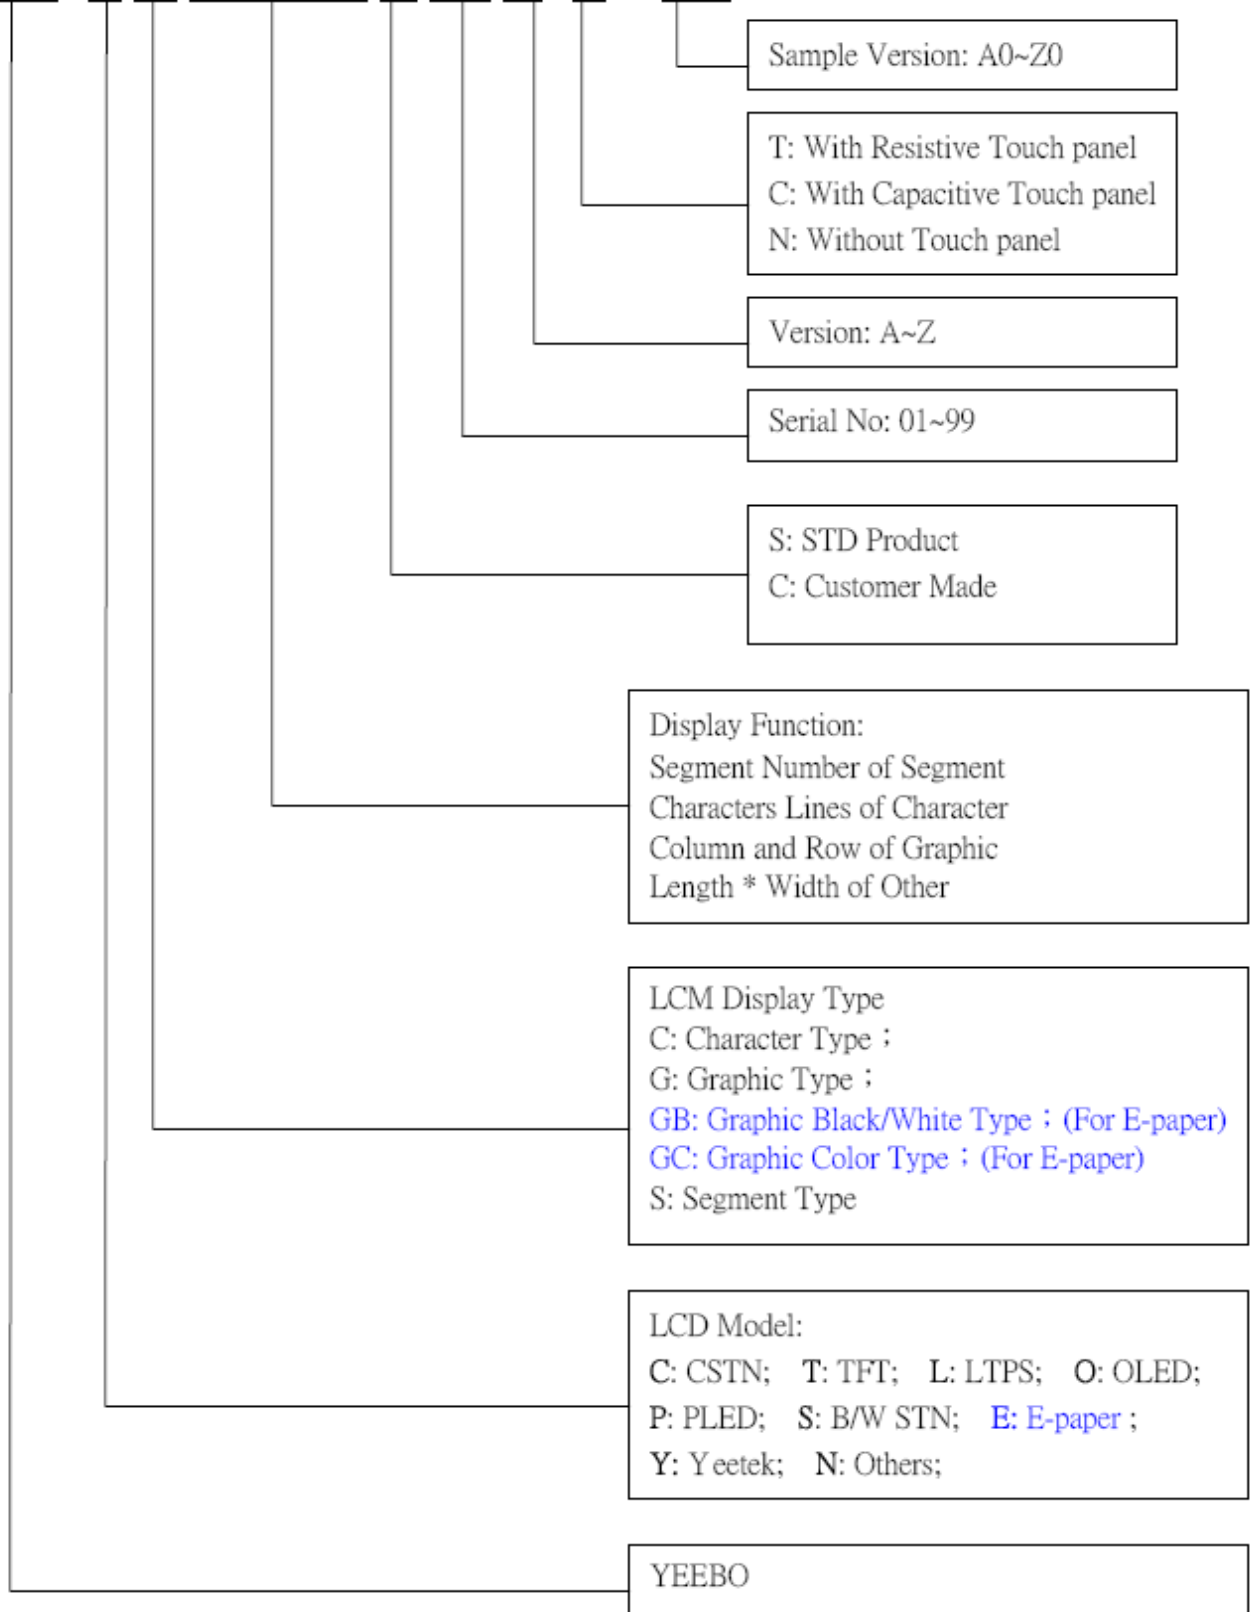 Sample Version: A0~Z0
T: With Resistive Touch panel
C: With Capacitive Touch panel
N: Without Touch panel
Version: A~Z
Serial No: 01~99
S: STD Product
C: Customer Made
Display Function:
Segment Number of Segment
Characters Lines of Character
Column and Row of Graphic
Length * Width of Other
LCM Display Type
C: Character Type；
G: Graphic Type；
GB: Graphic Black/White Type；(For E-paper)
GC: Graphic Color Type；(For E-paper)
S: Segment Type
LCD Model:
C: CSTN; T: TFT; L: LTPS; O: OLED;
P: PLED; S: B/W STN; E: E-paper ;
Y: Yeetek; N: Others;
YEEBO